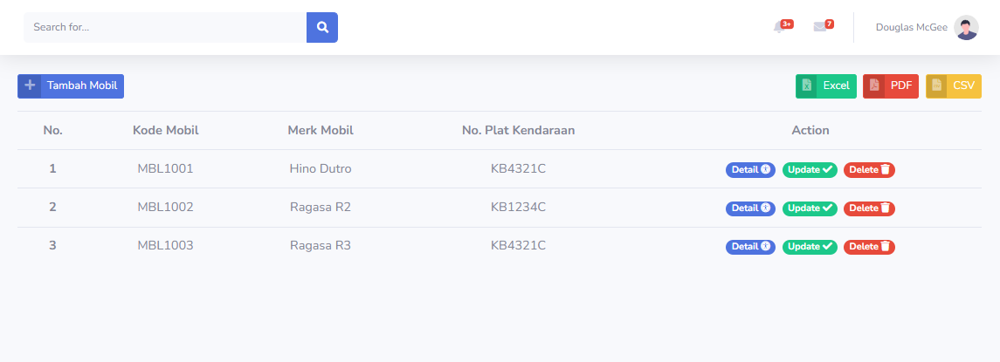 Search for...
3+
7
Douglas McGee
Tambah Mobil
Excel
PDF
CSV
No. Kode Mobil Merk Mobil No. Plat Kendaraan Action
1 MBL1001 Hino Dutro KB4321C Detail Update Delete
2 MBL1002 Ragasa R2 KB1234C Detail Update Delete
3 MBL1003 Ragasa R3 KB4321C Detail Update Delete